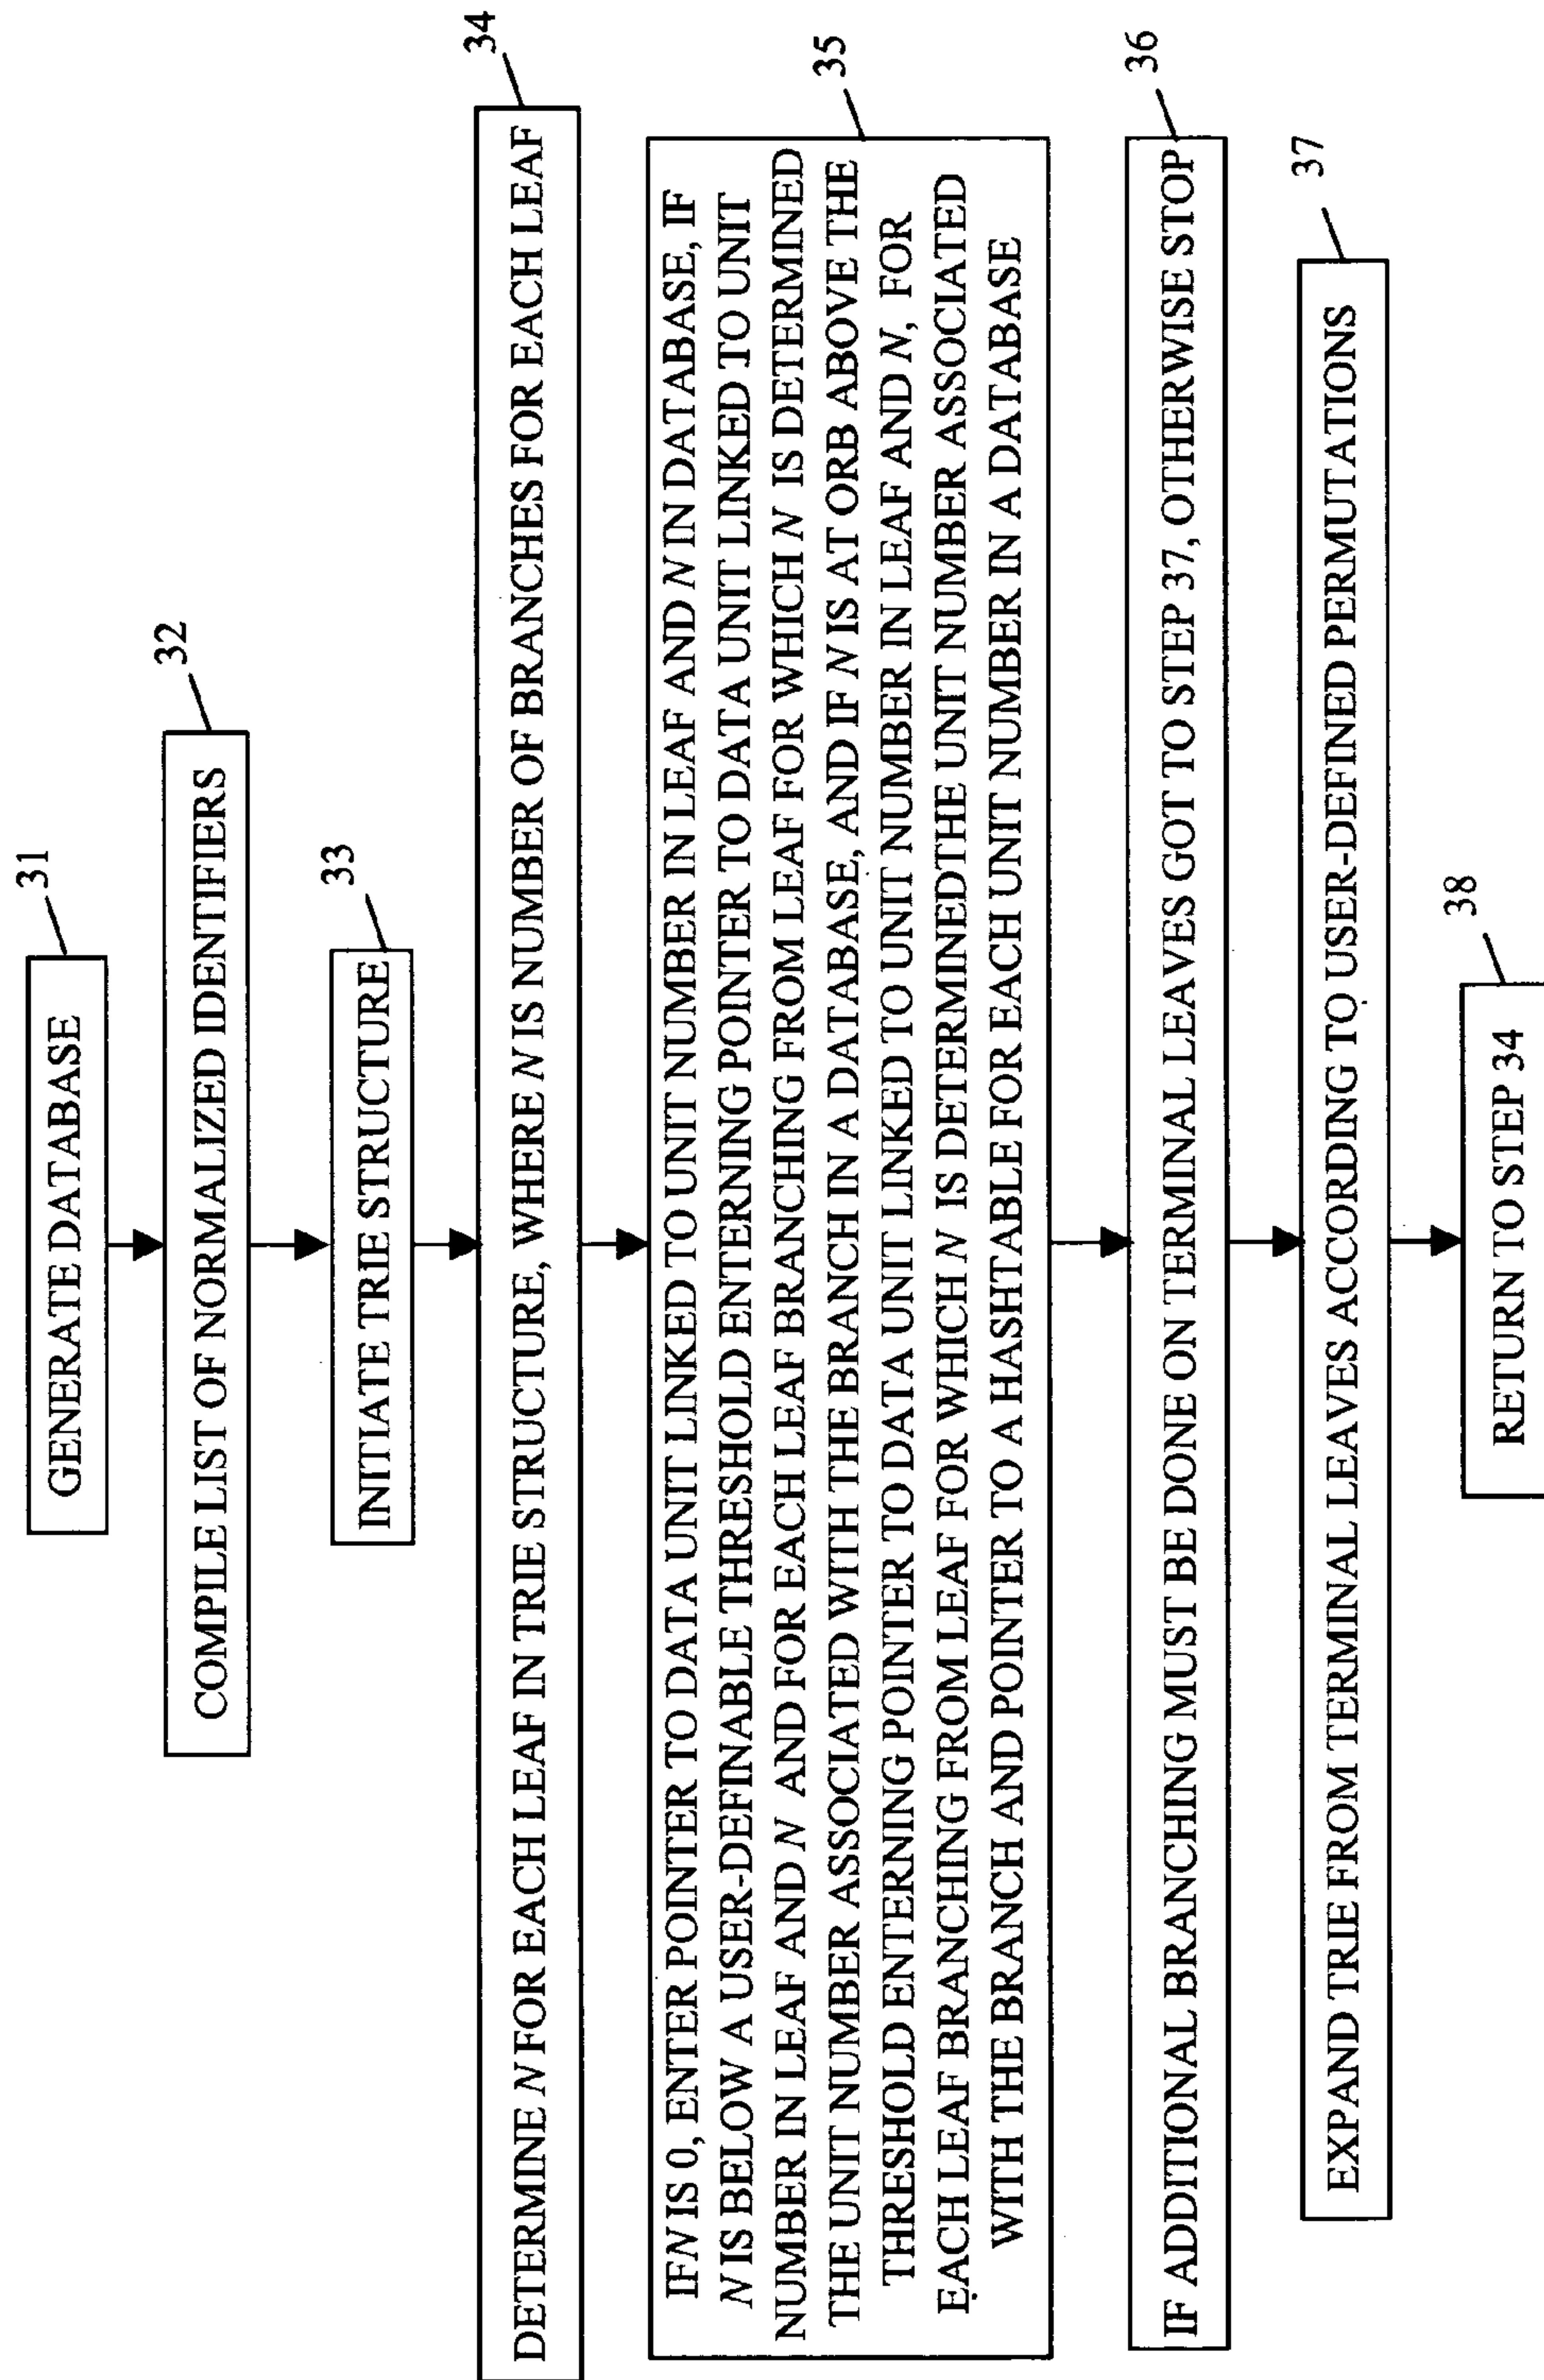 31
GENERATE DATABASE
32
COMPILE LIST OF NORMALIZED IDENTIFIERS
33
INITIATE TRIE STRUCTURE
34
DETERMINE N FOR EACH LEAF IN TRIE STRUCTURE, WHERE N IS NUMBER OF BRANCHES FOR EACH LEAF
35
IF N IS 0, ENTER POINTER TO DATA UNIT LINKED TO UNIT NUMBER IN LEAF AND N IN DATABASE, IF
N IS BELOW A USER-DEFINABLE THRESHOLD ENTERNING POINTER TO DATA UNIT LINKED TO UNIT
NUMBER IN LEAF AND N AND FOR EACH LEAF BRANCHING FROM LEAF FOR WHICH N IS DETERMINED
THE UNIT NUMBER ASSOCIATED WITH THE BRANCH IN A DATABASE, AND IF N IS AT ORB ABOVE THE
THRESHOLD ENTERNING POINTER TO DATA UNIT LINKED TO UNIT NUMBER IN LEAF AND N, FOR
EACH LEAF BRANCHING FROM LEAF FOR WHICH N IS DETERMINEDTHE UNIT NUMBER ASSOCIATED
WITH THE BRANCH AND POINTER TO A HASHTABLE FOR EACH UNIT NUMBER IN A DATABASE
36
IF ADDITIONAL BRANCHING MUST BE DONE ON TERMINAL LEAVES GOT TO STEP 37, OTHERWISE STOP
37
EXPAND TRIE FROM TERMINAL LEAVES ACCORDING TO USER-DEFINED PERMUTATIONS
38
RETURN TO STEP 34